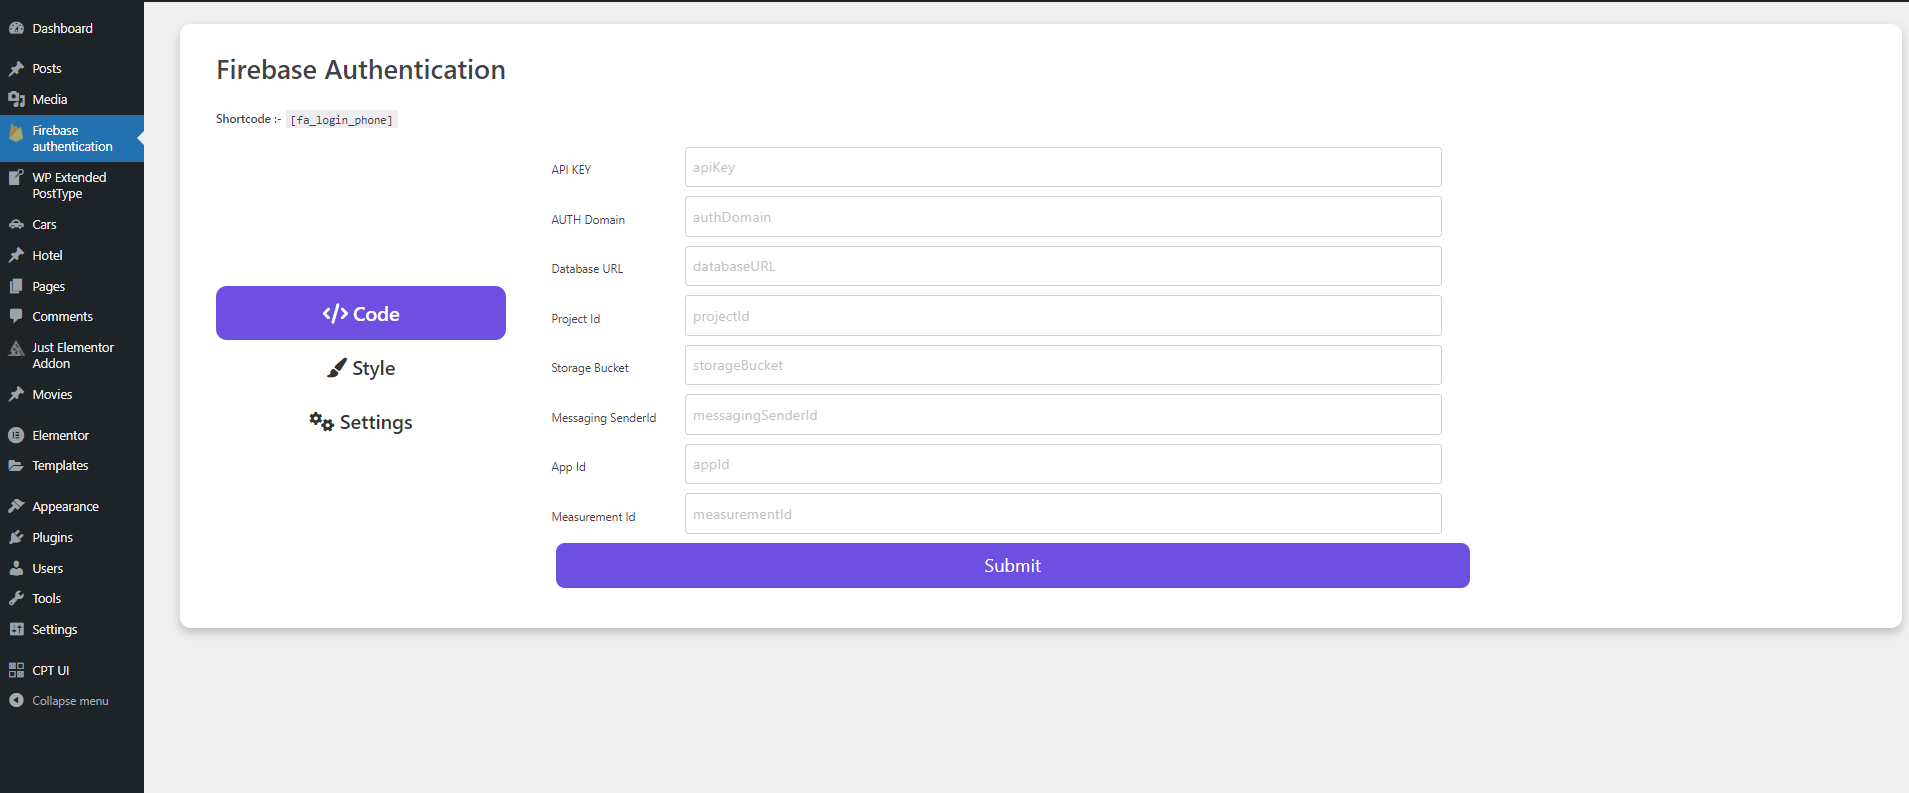 Dashboard
Posts
Media
Firebase
authentication
WP Extended
PostType
Cars
Hotel
Pages
Comments
Just Elementor
Addon
Movies
Elementor
Templates
Appearance
Plugins
Users
Tools
Settings
CPT UI
Collapse menu
Firebase Authentication
Shortcode :- [fa_login_phone]
Code
Style
Settings
API KEY apiKey
AUTH Domain authDomain
Database URL databaseURL
Project Id projectId
Storage Bucket storageBucket
Messaging SenderId messagingSenderId
App Id appId
Measurement Id measurementId
Submit